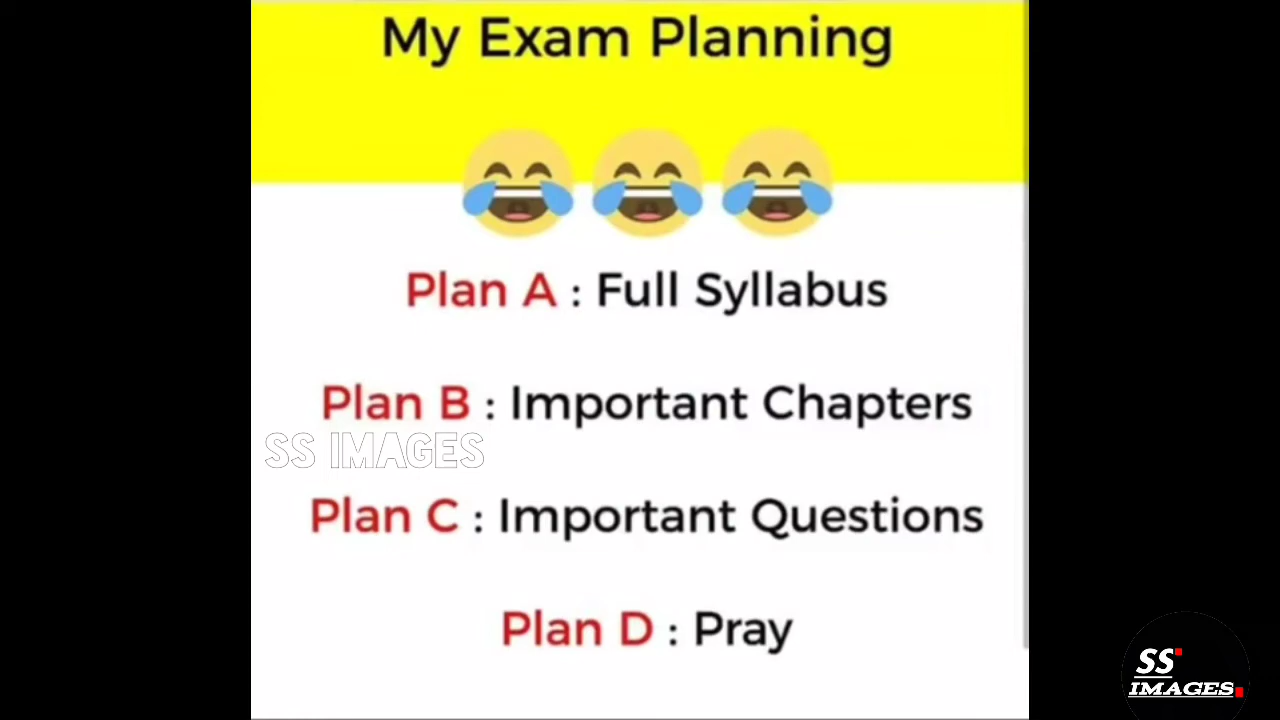 My Exam Planning
Plan A : Full Syllabus
Plan B : Important Chapters
SS IMAGES
Plan C : Important Questions
Plan D : Pray
SS
IMAGES